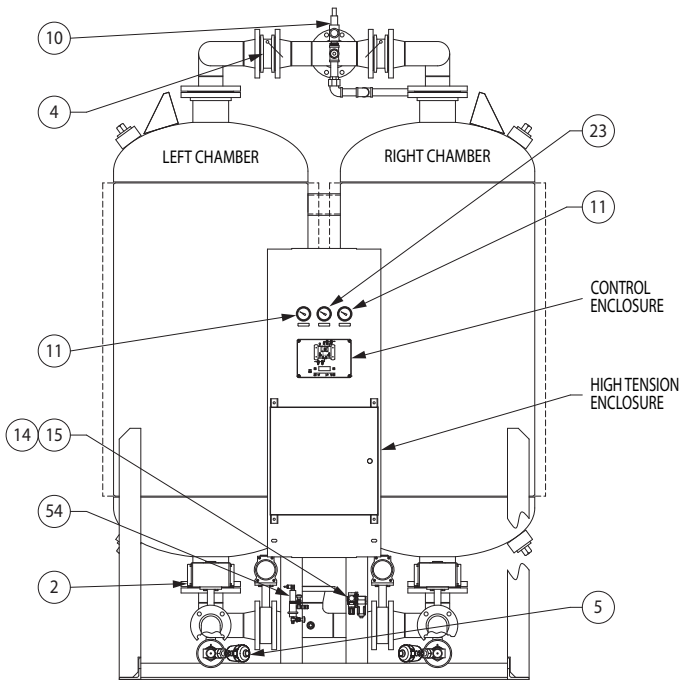 10
4
23
LEFT CHAMBER
RIGHT CHAMBER
11
CONTROL
ENCLOSURE
11
HIGH TENSION
ENCLOSURE
14 15
54
2
5